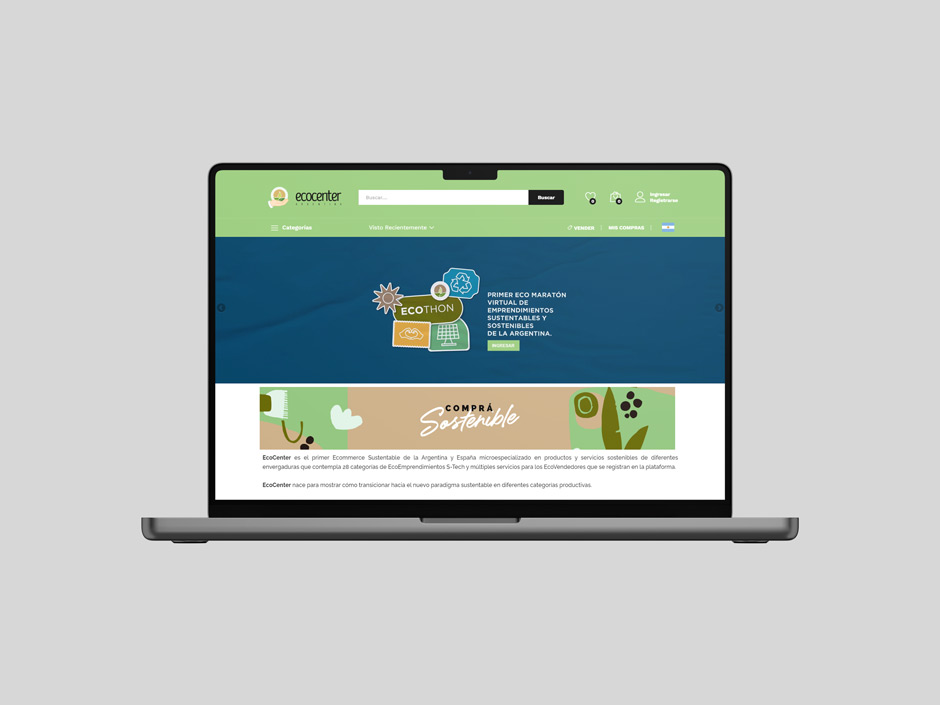 ecocenter
Buscar...
Buscar
0
0
Ingresar
Registrarse
Categorías
Visto Recientemente
VENDER
MIS COMPRAS
ECOTHON
PRIMER ECO MARATÓN
VIRTUAL DE
EMPRENDIMIENTOS
SUSTENTABLES Y
SOSTENIBLES
DE LA ARGENTINA.
INGRESAR
COMPRÁ
Sostenible
EcoCenter es el primer Ecommerce Sustentable de la Argentina y España microespecializado en productos y servicios sostenibles de diferentes
envergaduras que contempla 28 categorías de EcoEmprendimientos S-Tech y múltiples servicios para los EcoVendedores que se registran en la plataforma.
EcoCenter nace para mostrar cómo transicionar hacia el nuevo paradigma sustentable en diferentes categorías productivas.